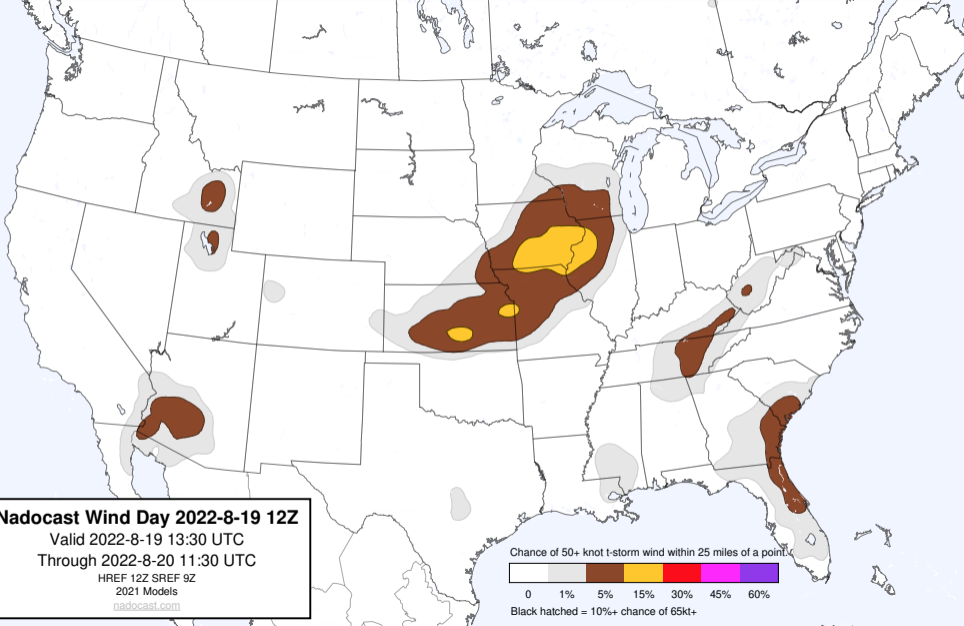 Nadocast Wind Day 2022-8-19 12Z
Valid 2022-8-19 13:30 UTC
Through 2022-8-20 11:30 UTC
HREF 12Z SREF 9Z
2021 Models
nadocast.com
Chance of 50+ knot t-storm wind within 25 miles of a point.
0 1% 5% 15% 30% 45% 60%
Black hatched = 10%+ chance of 65kt+